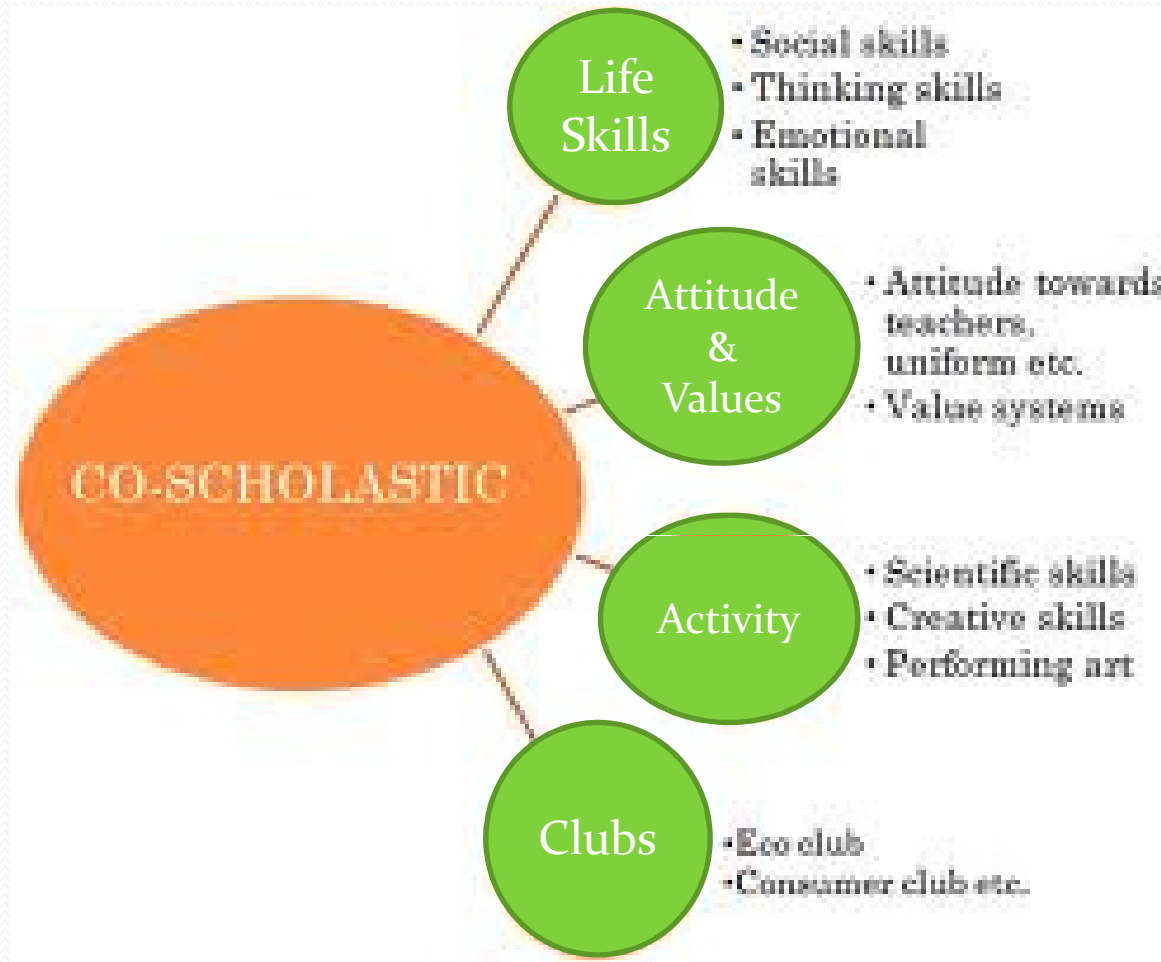 CO-SCHOLASTIC
Life
Skills
• Social skills
• Thinking skills
• Emotional
skills
Attitude
&
Values
• Attitude towards
teachers,
uniform etc.
• Value systems
Activity
• Scientific skills
• Creative skills
• Performing art
Clubs
•Eco club
•Consumer club etc.